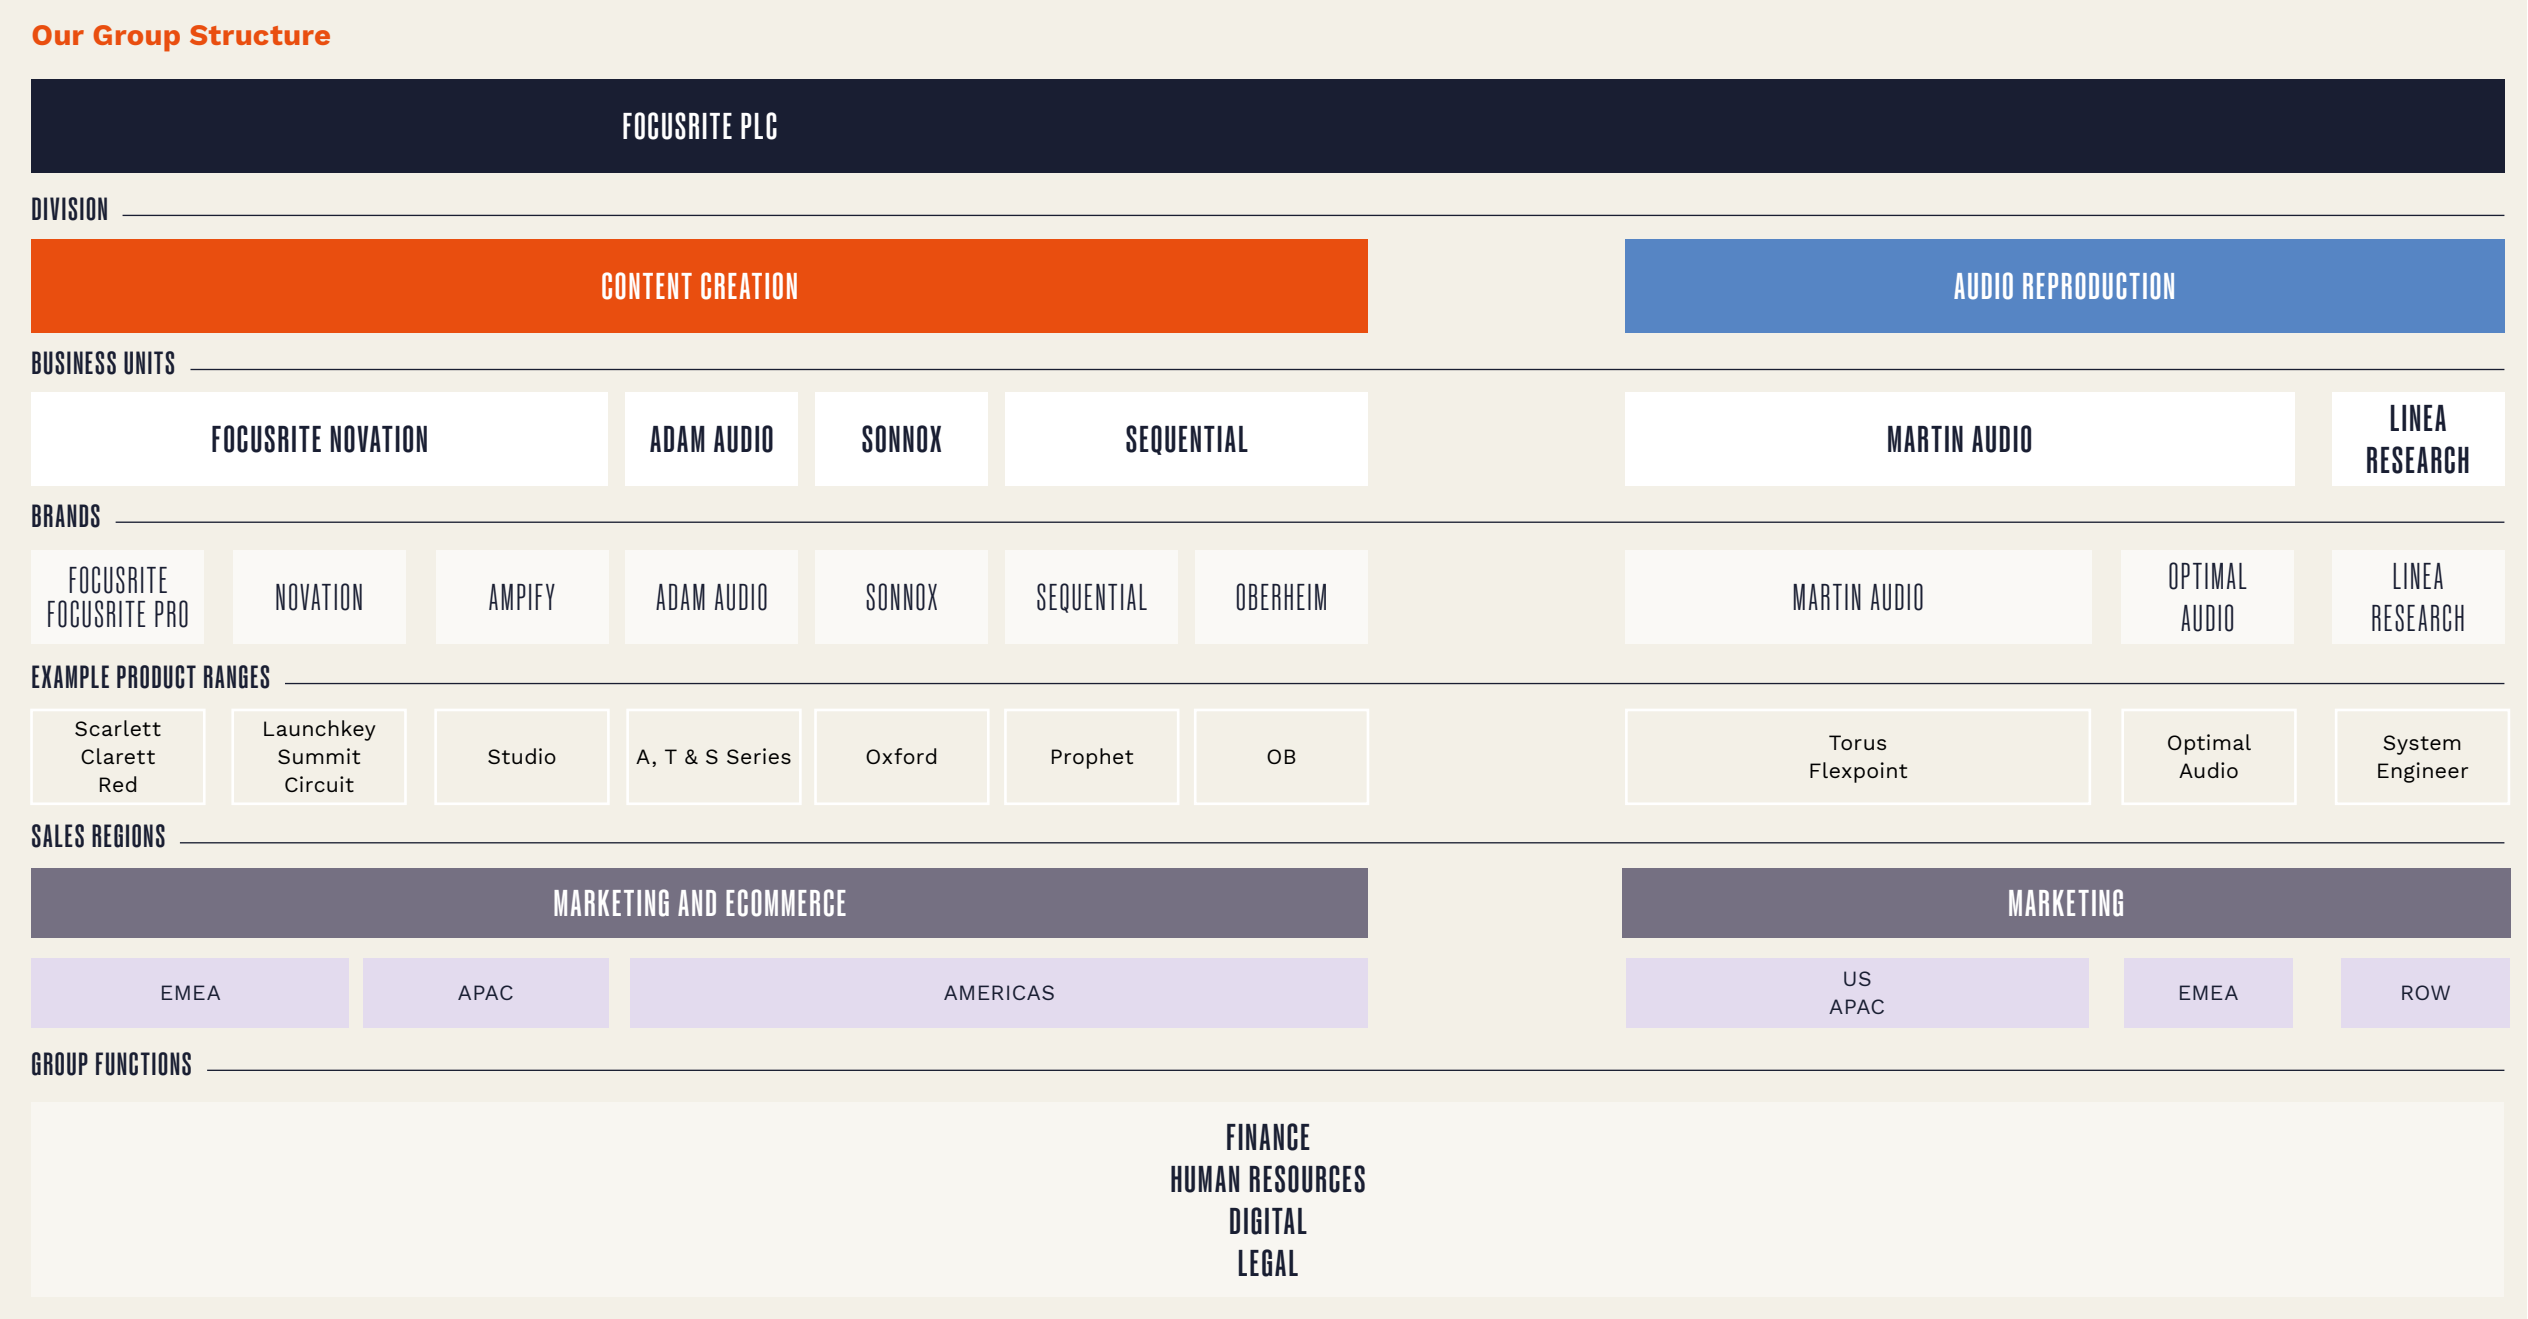 Our Group Structure
FOCUSRITE PLC
DIVISION
CONTENT CREATION
AUDIO REPRODUCTION
BUSINESS UNITS
FOCUSRITE NOVATION
ADAM AUDIO
SONNOX
SEQUENTIAL
MARTIN AUDIO
LINEA
RESEARCH
BRANDS
FOCUSRITE
FOCUSRITE PRO
NOVATION
AMPIFY
ADAM AUDIO
SONNOX
SEQUENTIAL
OBERHEIM
MARTIN AUDIO
OPTIMAL
AUDIO
LINEA
RESEARCH
EXAMPLE PRODUCT RANGES
Scarlett
Clarett
Red
Launchkey
Summit
Circuit
Studio
A, T & S Series
Oxford
Prophet
OB
Torus
Flexpoint
Optimal
Audio
System
Engineer
SALES REGIONS
MARKETING AND ECOMMERCE
MARKETING
EMEA
APAC
AMERICAS
US
APAC
EMEA
ROW
GROUP FUNCTIONS
FINANCE
HUMAN RESOURCES
DIGITAL
LEGAL